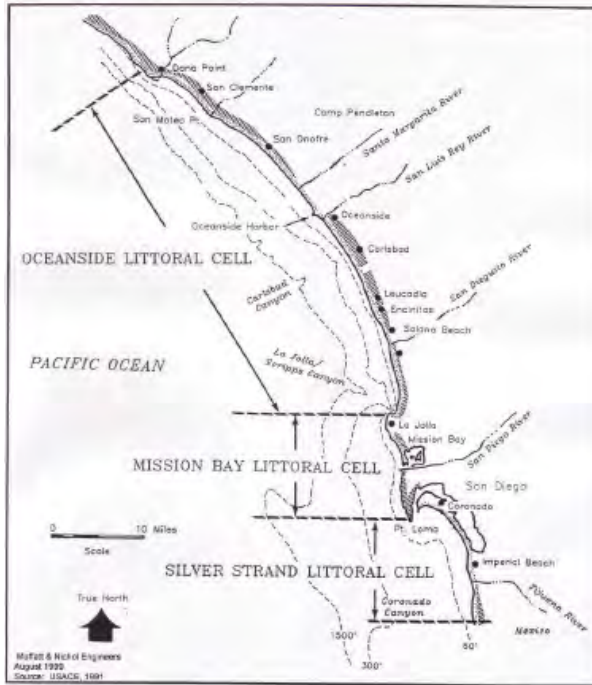 Dana Point
San Clemente
San Mateo Pt.
Camp Pendleton
San Onofre
Santa Margarita River
San Luis Rey River
Oceanside Harbor
Oceanside
OCEANSIDE LITTORAL CELL
Carlsbad
Carlsbad
Canyon
Leucadia
Encinitas
San Dieguito River
Solana Beach
PACIFIC OCEAN
La Jolla/
Scripps Canyon
La Jolla
Mission Bay
San Diego River
MISSION BAY LITTORAL CELL
San Diego
Coronado
0 10 Miles
Scale
Pt. Loma
SILVER STRAND LITTORAL CELL
Imperial Beach
True North
Coronado
Canyon
Tijuana River
Mexico
1500'
300'
60'
Moffatt & Nichol Engineers
August 1999
Source: USACE, 1991